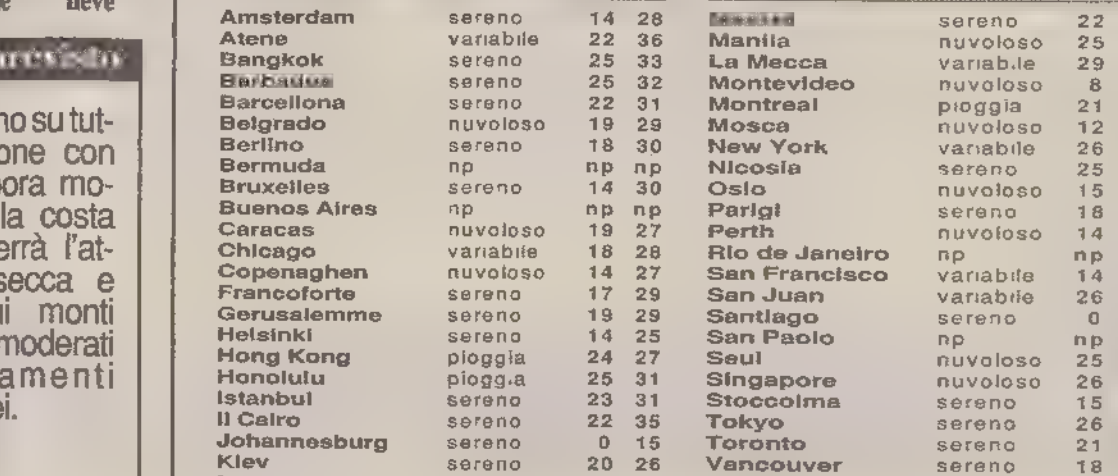 lieve
no su tut-
one con
ora mo-
la costa
errà l'at-
secca e
ui monti
moderati
amenti
ei.
Amsterdam sereno 14 28
Atene variabile 22 36
Bangkok sereno 25 33
sereno 25 32
Barcellona sereno 22 31
Belgrado nuvoloso 19 29
Berlino sereno 18 30
Bermuda np np np
Bruxelles sereno 14 30
Buenos Aires np np np
Caracas nuvoloso 19 27
Chicago variabile 18 28
Copenaghen nuvoloso 14 27
Francoforte sereno 17 29
Gerusalemme sereno 19 29
Helsinki sereno 14 25
Hong Kong pioggia 24 27
Honolulu pioggia 25 31
Istanbul sereno 23 31
Il Cairo sereno 22 35
Johannesburg sereno 0 15
Kiev sereno 20 26
sereno 22
Manila nuvoloso 25
La Mecca variabile 29
Montevideo nuvoloso 8
Montreal pioggia 21
Mosca nuvoloso 12
New York variabile 26
Nicosia sereno 25
Oslo nuvoloso 15
Parigi sereno 18
Perth nuvoloso 14
Rio de Janeiro np np
San Francisco variabile 14
San Juan variabile 26
Santiago sereno 0
San Paolo np np
Seul nuvoloso 25
Singapore nuvoloso 26
Stoccolma sereno 15
Tokyo sereno 26
Toronto sereno 21
Vancouver sereno 18